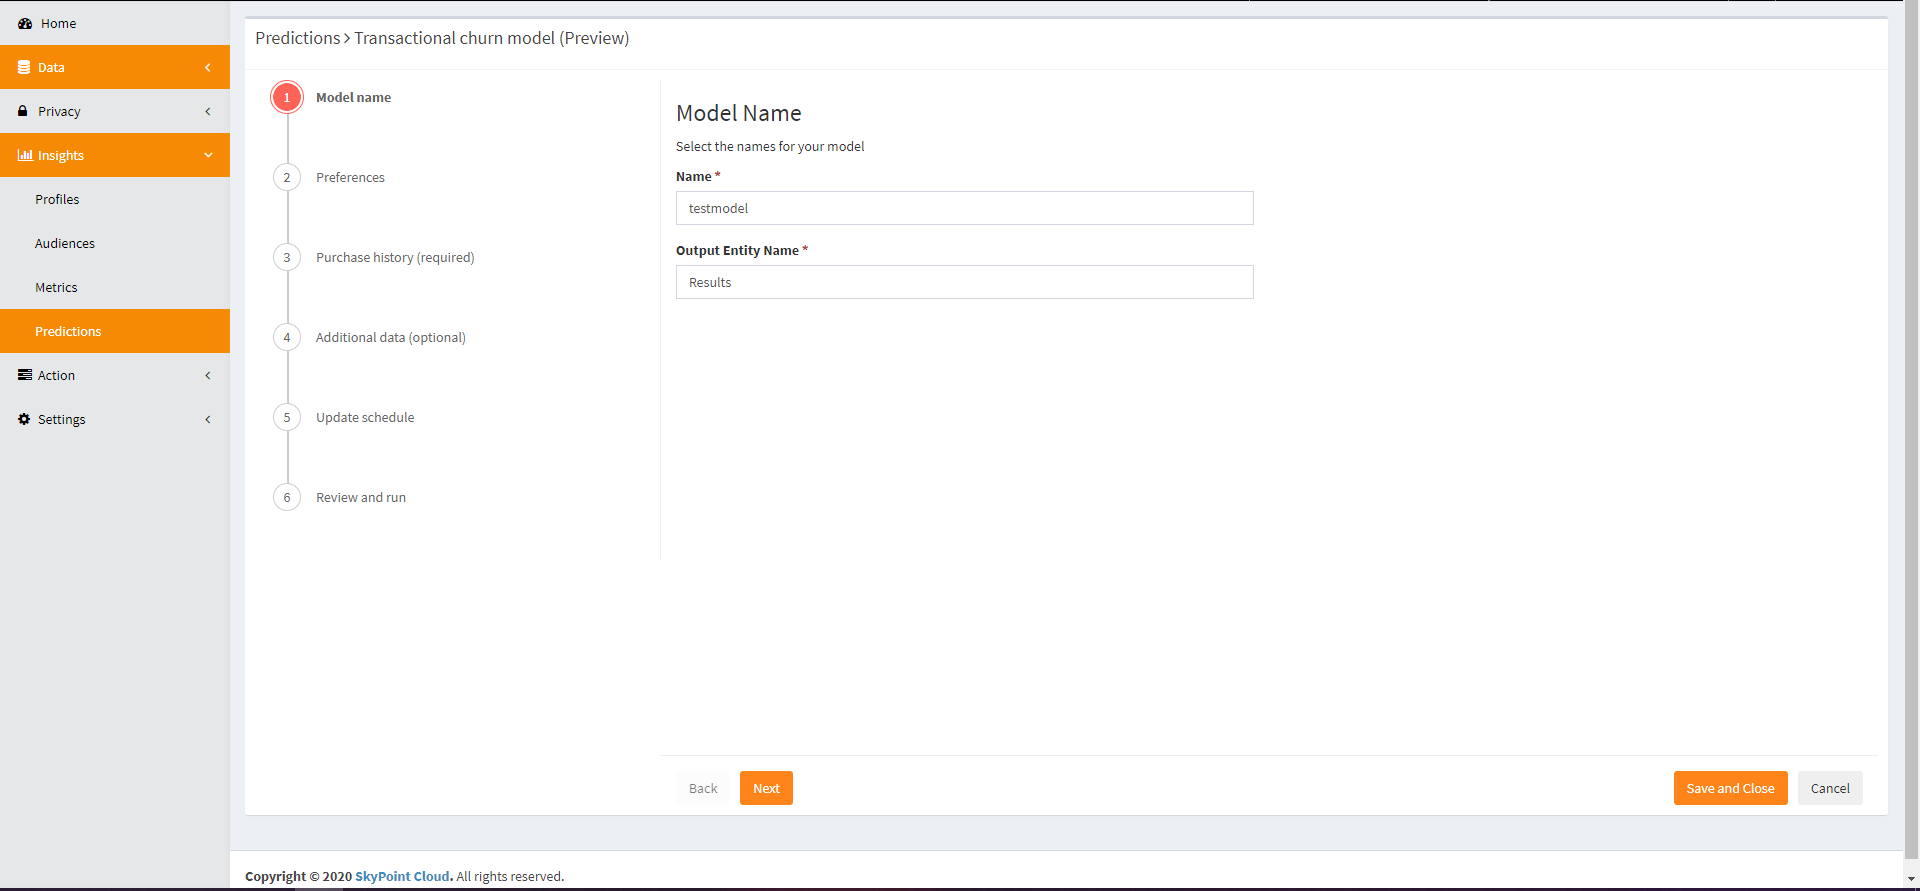 Home
Data
Privacy
Insights
Profiles
Audiences
Metrics
Predictions
Action
Settings
Predictions > Transactional churn model (Preview)
1 Model name
2 Preferences
3 Purchase history (required)
4 Additional data (optional)
5 Update schedule
6 Review and run
Model Name
Select the names for your model
Name *
testmodel
Output Entity Name *
Results
Back Next Save and Close Cancel
Copyright © 2020 SkyPoint Cloud. All rights reserved.